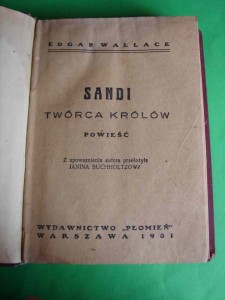 EDGAR WALLACE
SANDI
TWÓRCA KRÓLÓW
POWIEŚĆ
Z upoważnienia autora przełożyła
JANINA BUCHHOLTZOWA
WYDAWNICTWO „PŁOMIEŃ”
WARSZAWA 1931